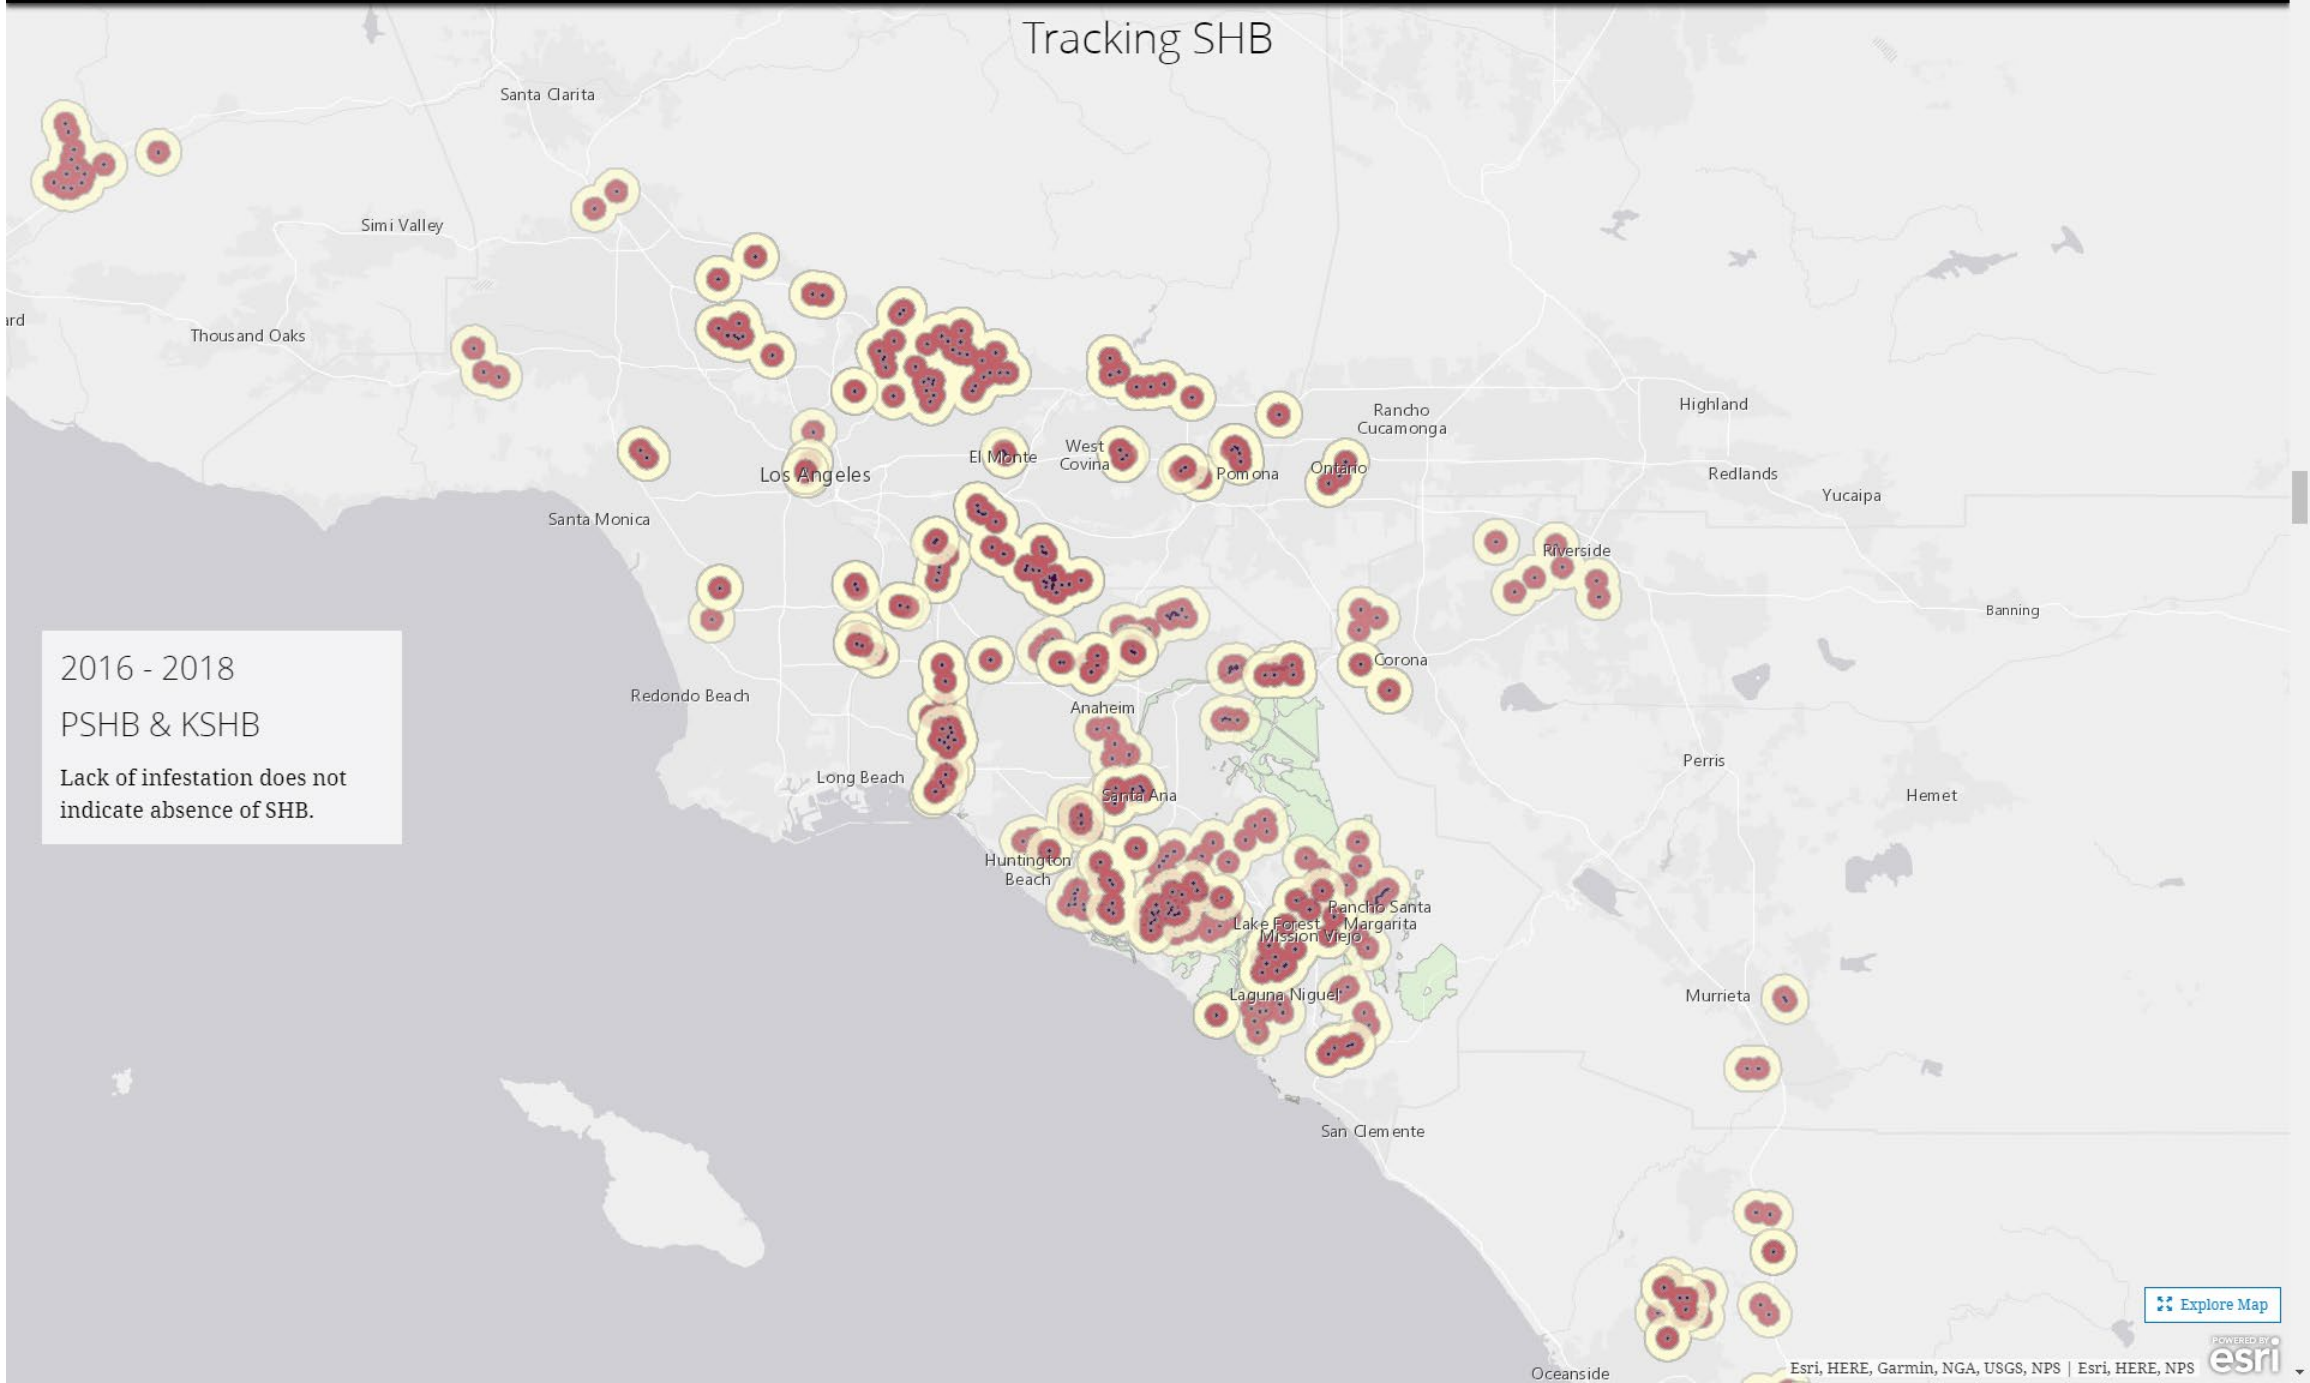 Tracking SHB
Santa Clarita
Simi Valley
ard
Thousand Oaks
Highland
Rancho
Cucamonga
West
Covina
El Monte
Los Angeles
Pomona
Ontario
Redlands
Yucaipa
Santa Monica
Riverside
Banning
Corona
2016 - 2018
PSHB & KSHB
Lack of infestation does not
indicate absence of SHB.
Redondo Beach
Anaheim
Perris
Long Beach
Santa Ana
Hemet
Huntington
Beach
Rancho Santa
Margarita
Lake Forest
Mission Viejo
Laguna Niguel
Murrieta
San Clemente
Explore Map
POWERED BY
esri
Esri, HERE, Garmin, NGA, USGS, NPS | Esri, HERE, NPS
Oceanside